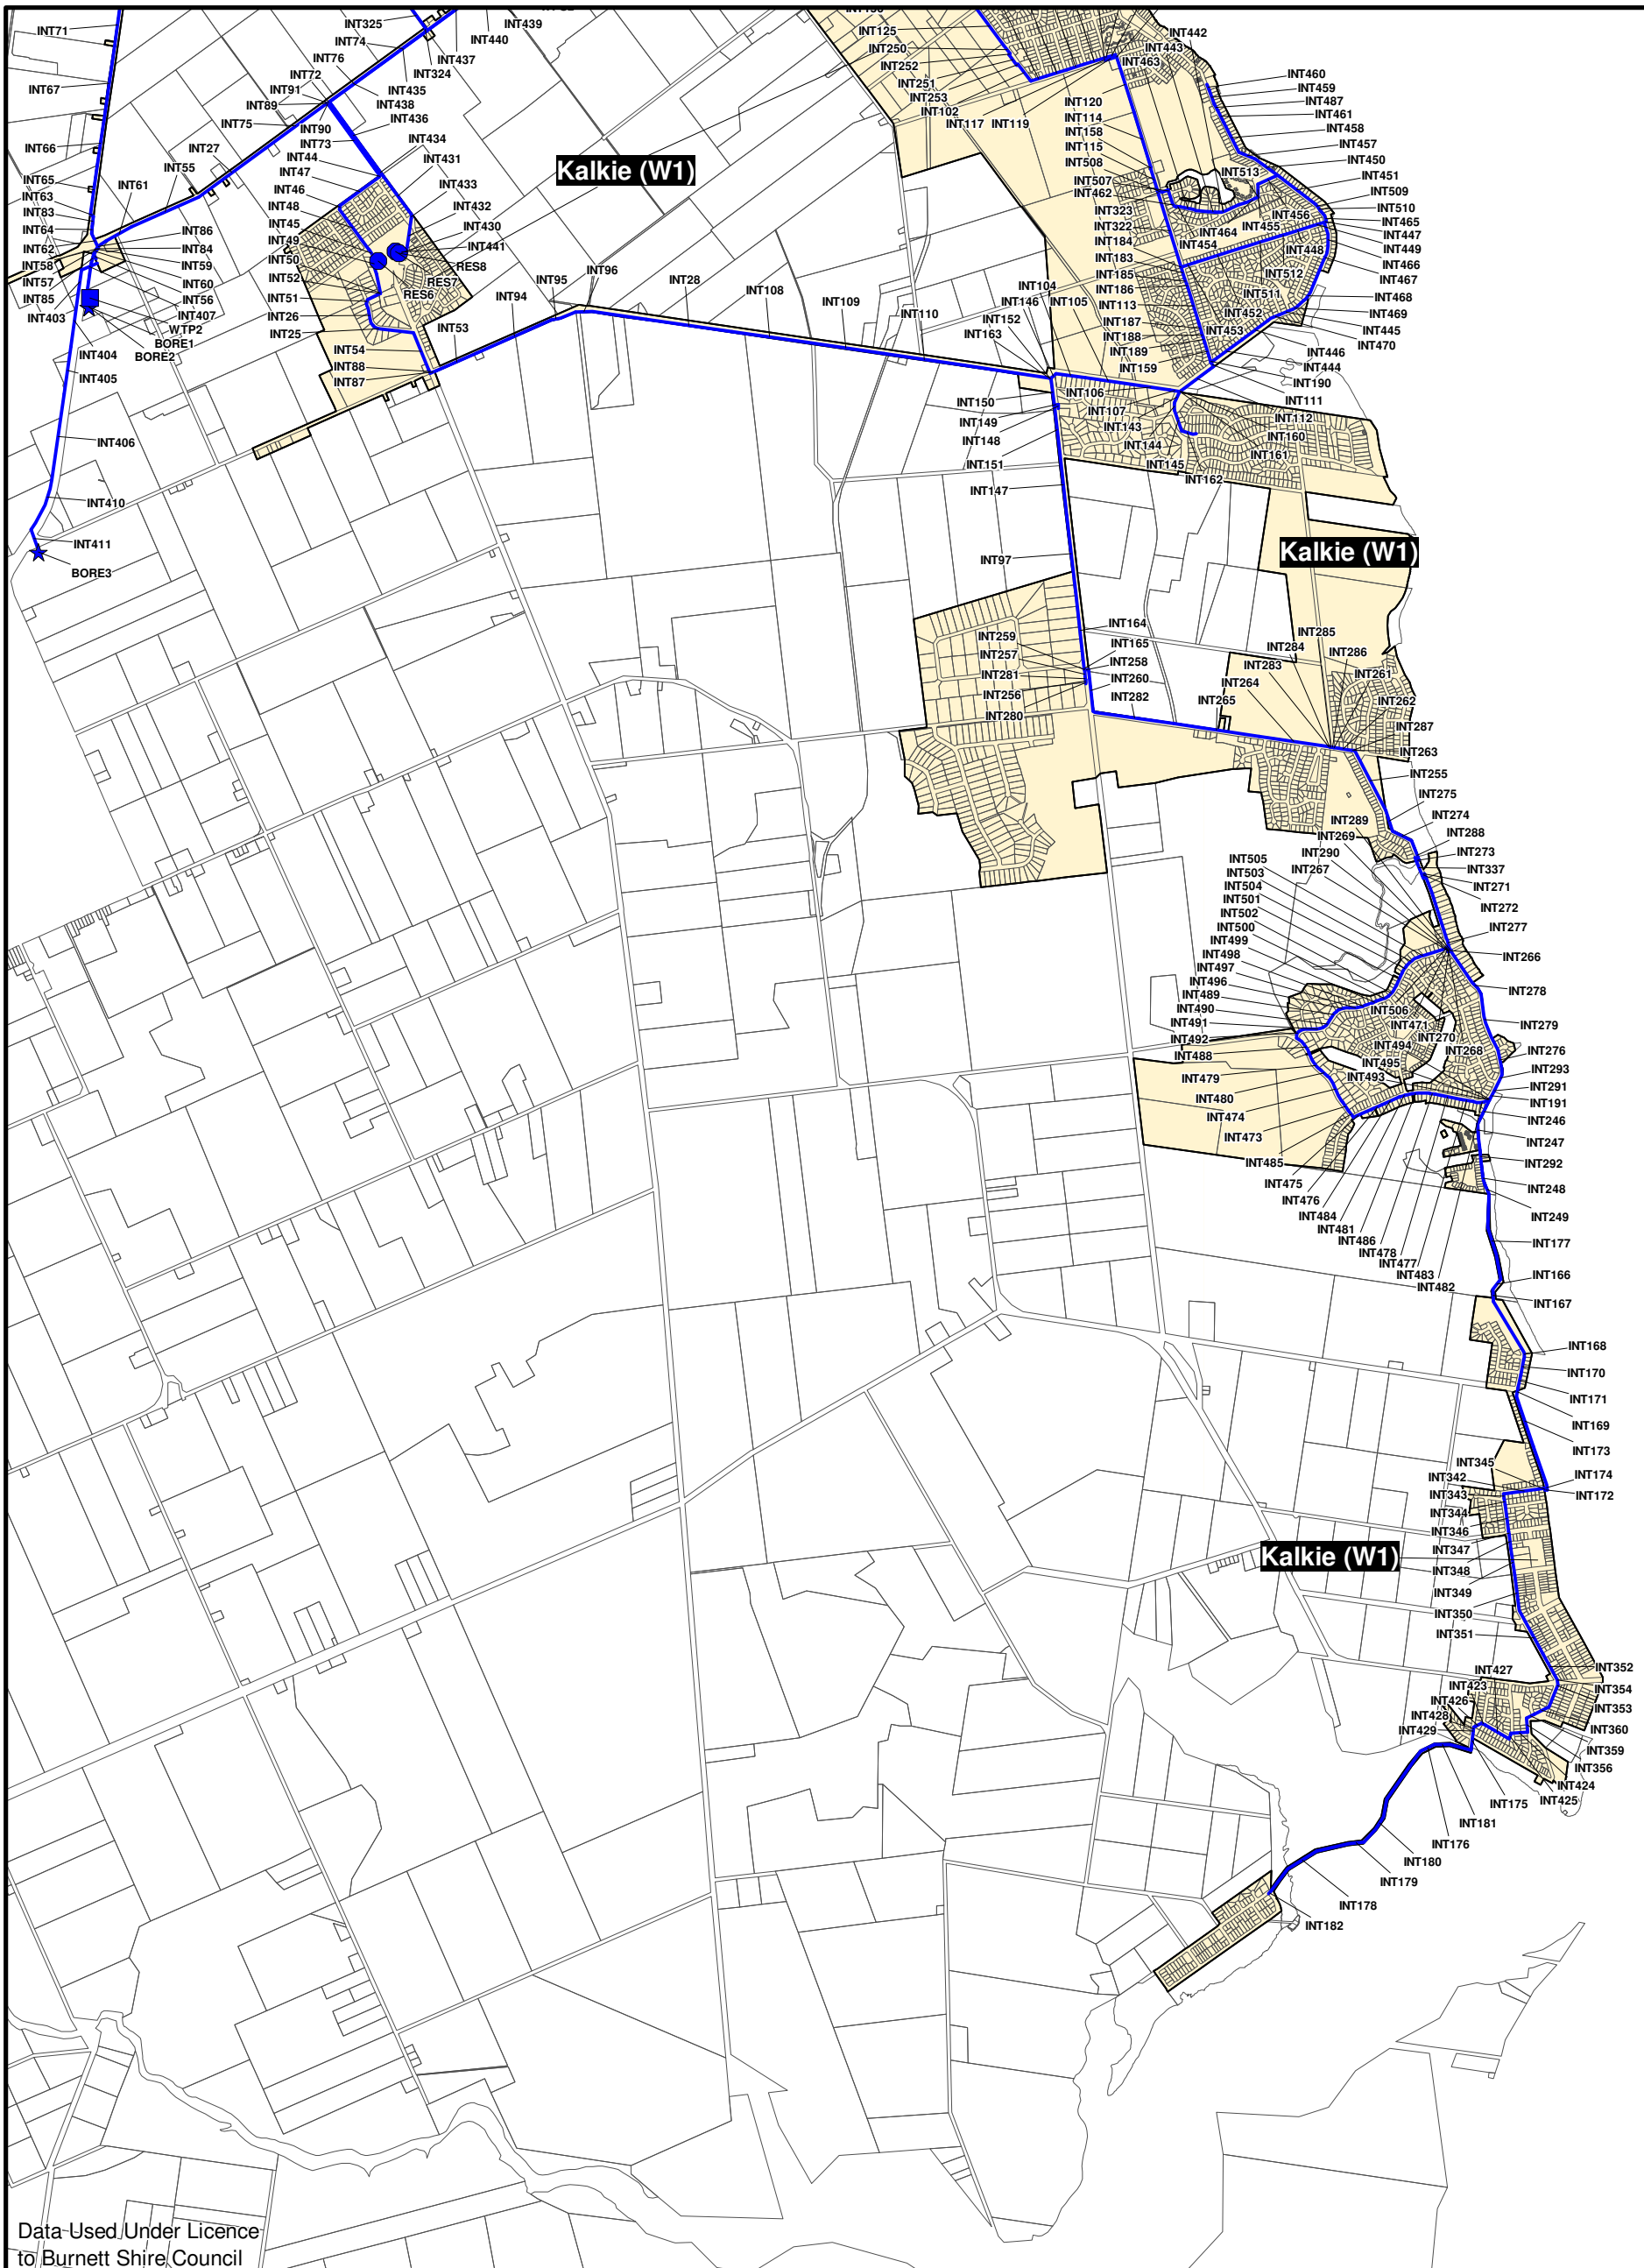 INT71
INT67
INT66
INT65
INT63
INT83
INT64
INT62
INT58
INT57
INT85
INT403
INT61
INT55
INT27
INT75
INT89
INT91
INT72
INT76
INT74
INT325
INT439
INT440
INT437
INT324
INT435
INT438
INT436
INT90
INT73
INT44
INT47
INT46
INT48
INT45
INT49
INT50
INT52
INT51
INT26
INT25
INT54
INT88
INT87
INT434
INT431
INT433
INT432
INT430
INT441
RES8
RES7
RES6
INT86
INT84
INT59
INT60
INT56
INT407
WTP2
BORE1
BORE2
INT404
INT405
INT406
INT410
INT411
BORE3
INT53
INT94
INT95
INT96
INT28
INT108
INT109
INT110
Kalkie (W1)
INT125
INT250
INT252
INT251
INT253
INT102
INT117
INT119
INT442
INT443
INT463
INT120
INT114
INT158
INT115
INT508
INT507
INT462
INT323
INT322
INT184
INT183
INT185
INT186
INT113
INT187
INT188
INT189
INT159
INT460
INT459
INT487
INT461
INT458
INT457
INT450
INT451
INT509
INT510
INT465
INT447
INT449
INT466
INT467
INT468
INT469
INT445
INT470
INT446
INT444
INT190
INT111
INT112
INT513
INT456
INT455
INT464
INT454
INT448
INT512
INT511
INT452
INT453
INT104
INT146
INT105
INT152
INT163
INT150
INT149
INT148
INT151
INT147
INT97
INT106
INT107
INT143
INT144
INT145
INT160
INT161
INT162
Kalkie (W1)
INT259
INT257
INT281
INT256
INT280
INT164
INT165
INT258
INT260
INT282
INT265
INT264
INT283
INT284
INT285
INT286
INT261
INT262
INT287
INT263
INT255
INT275
INT274
INT288
INT273
INT337
INT271
INT272
INT277
INT266
INT278
INT279
INT276
INT293
INT291
INT191
INT246
INT247
INT292
INT248
INT249
INT177
INT166
INT167
INT168
INT170
INT171
INT169
INT173
INT174
INT172
INT289
INT269
INT290
INT267
INT505
INT503
INT504
INT501
INT502
INT500
INT499
INT498
INT497
INT496
INT489
INT490
INT491
INT492
INT488
INT479
INT480
INT474
INT473
INT485
INT475
INT476
INT484
INT481
INT486
INT478
INT477
INT483
INT482
INT506
INT471
INT270
INT268
INT494
INT495
INT493
INT345
INT342
INT343
INT344
INT346
INT347
INT348
INT349
INT350
INT351
Kalkie (W1)
INT427
INT423
INT426
INT428
INT429
INT352
INT354
INT353
INT360
INT359
INT356
INT424
INT425
INT175
INT181
INT176
INT180
INT179
INT178
INT182
Data Used Under Licence
to Burnett Shire Council